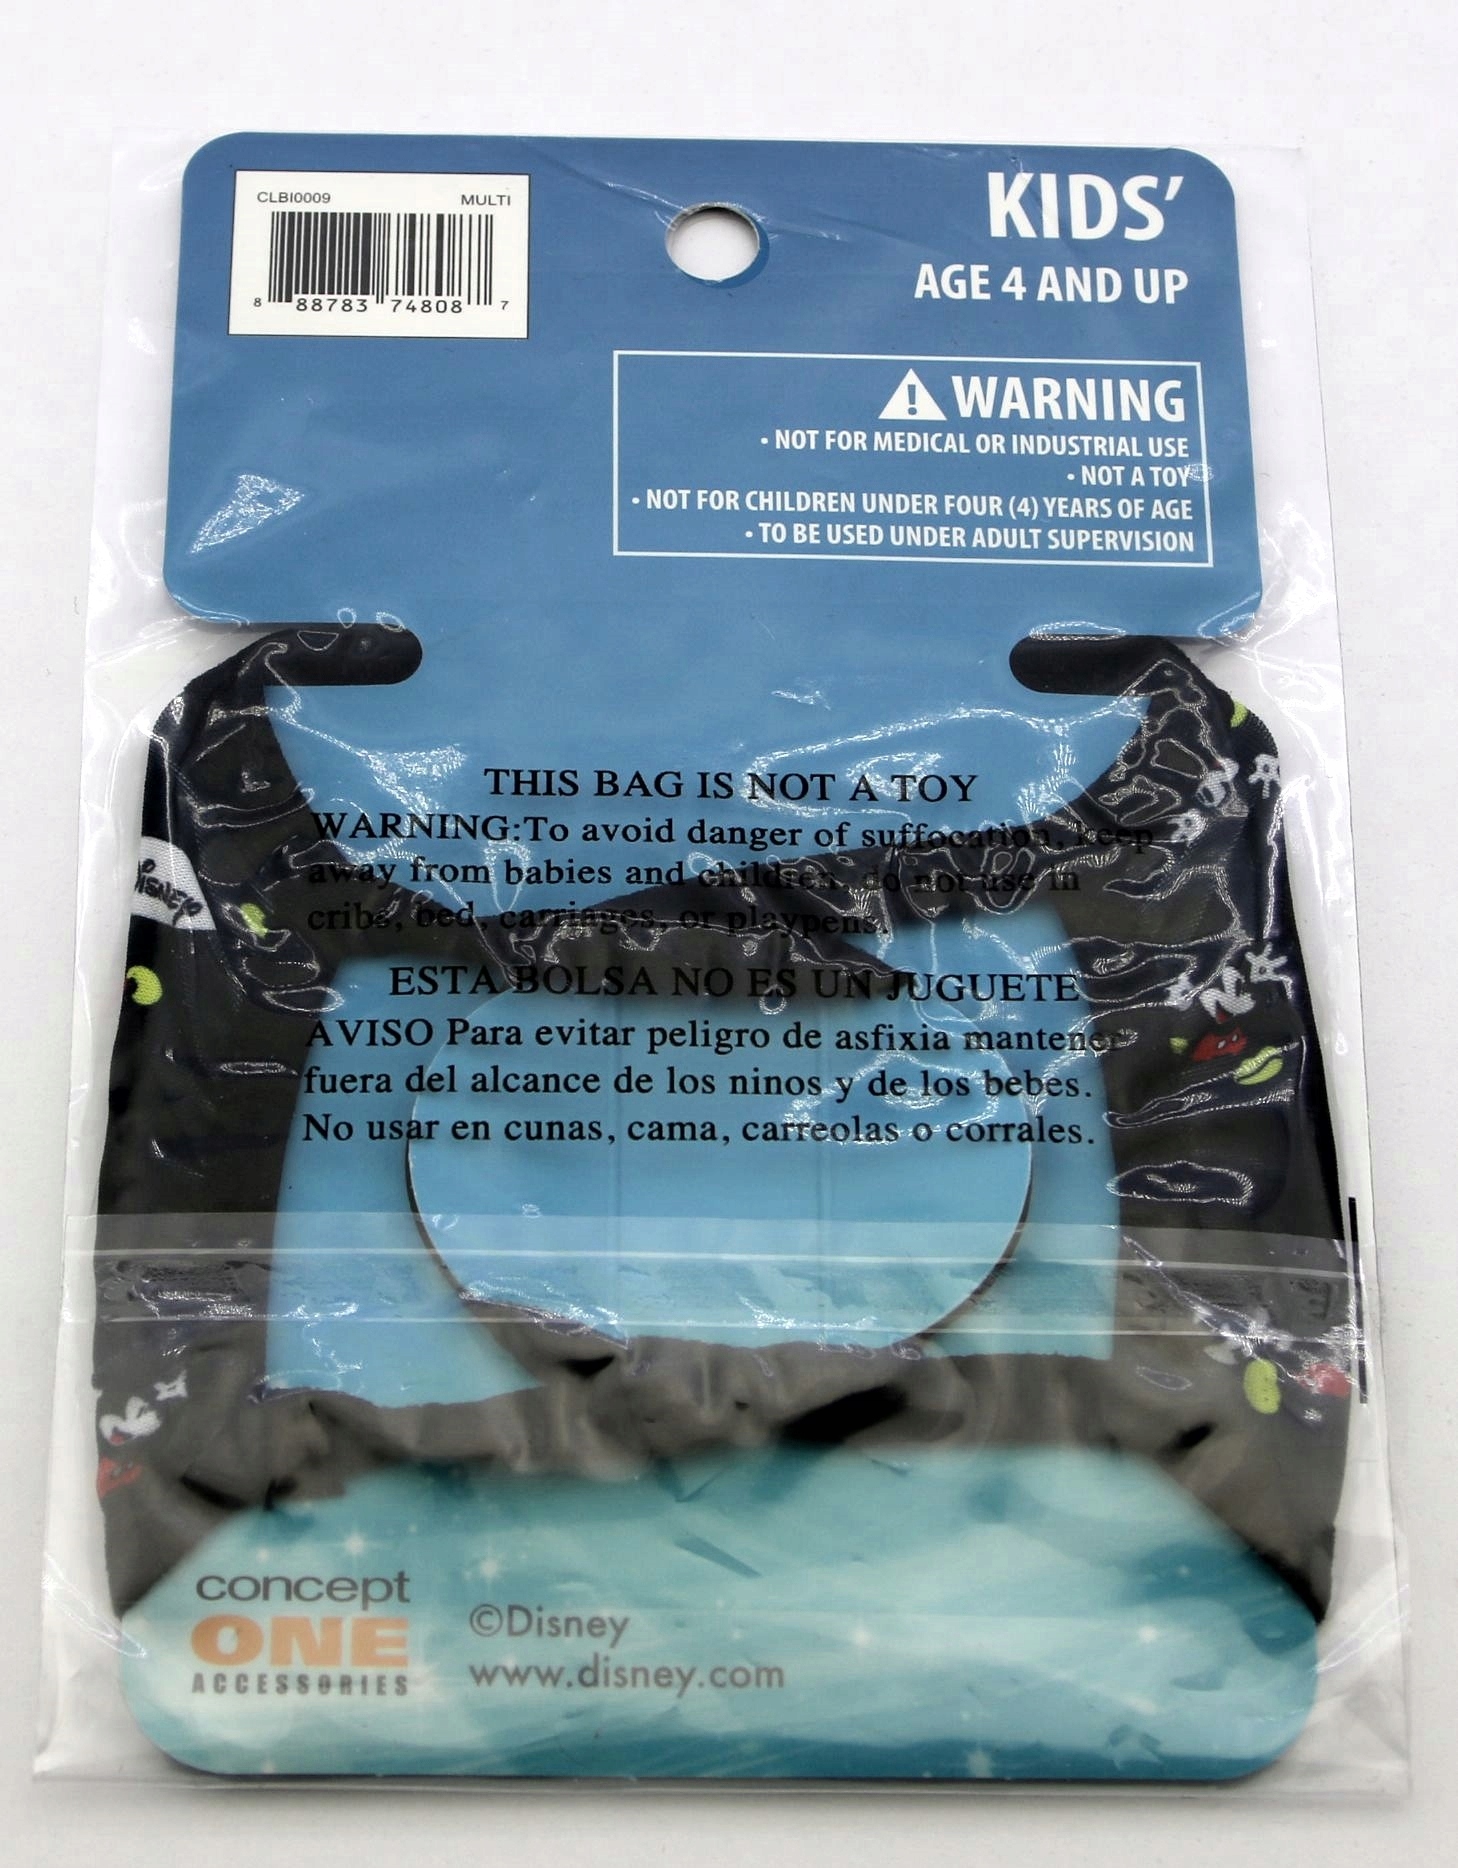 CLBI0009 MULTI
8 88783 74808 7
KIDS'
AGE 4 AND UP
WARNING
• NOT FOR MEDICAL OR INDUSTRIAL USE
• NOT A TOY
• NOT FOR CHILDREN UNDER FOUR (4) YEARS OF AGE
• TO BE USED UNDER ADULT SUPERVISION
THIS BAG IS NOT A TOY
WARNING:To avoid danger of suffocation, keep
away from babies and children, do not use in
cribs, bed, carriages, or playpens.
ESTA BOLSA NO ES UN JUGUETE
AVISO Para evitar peligro de asfixia mantener
fuera del alcance de los ninos y de los bebes.
No usar en cunas, cama, carreolas o corrales.
Disney
concept
ONE
ACCESSORIES
©Disney
www.disney.com